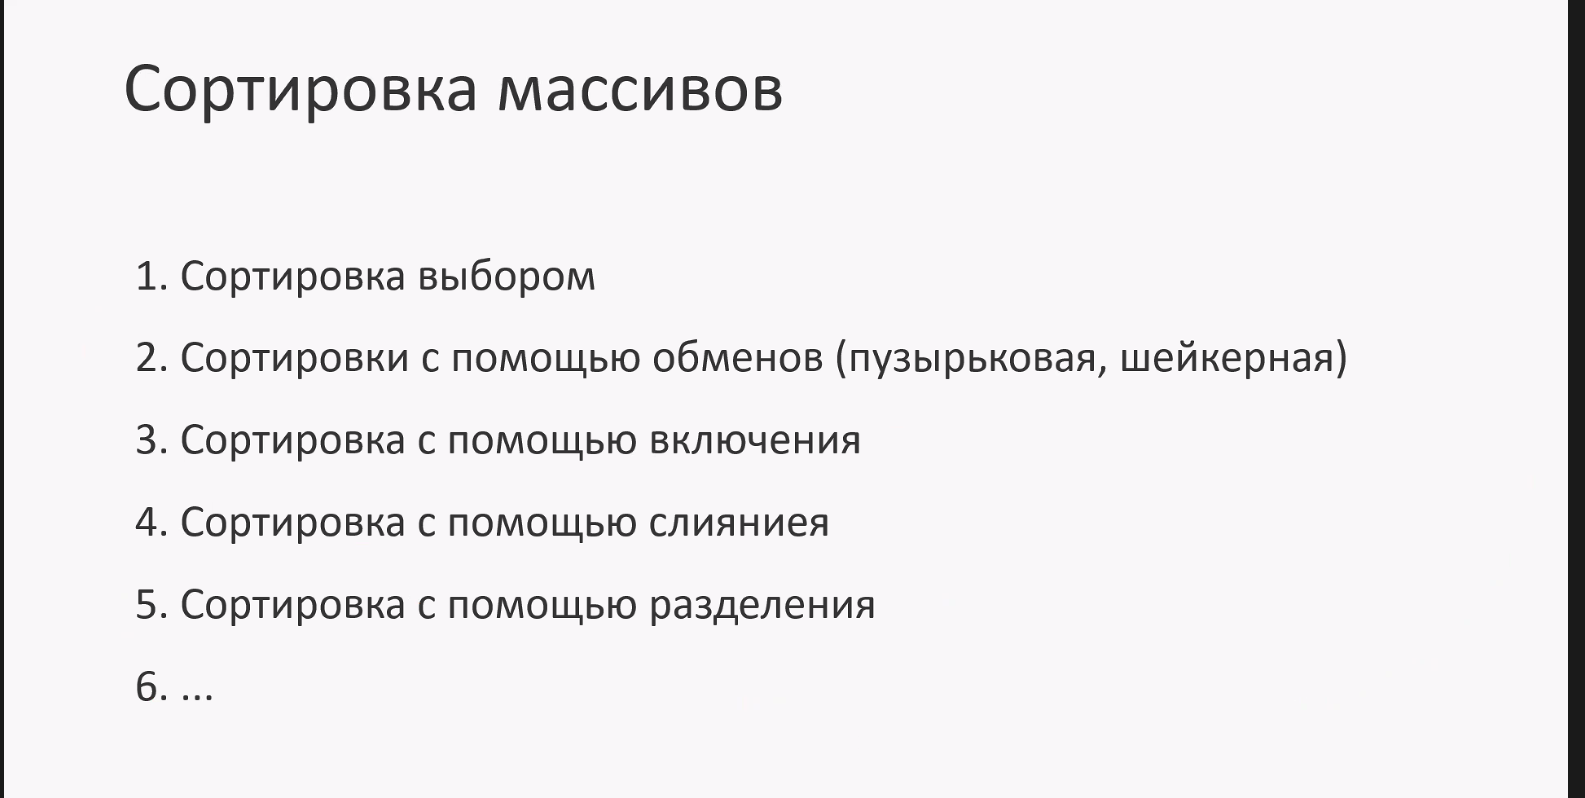 Сортировка массивов
1. Сортировка выбором
2. Сортировки с помощью обменов (пузырьковая, шейкерная)
3. Сортировка с помощью включения
4. Сортировка с помощью слияниея
5. Сортировка с помощью разделения
6. ...